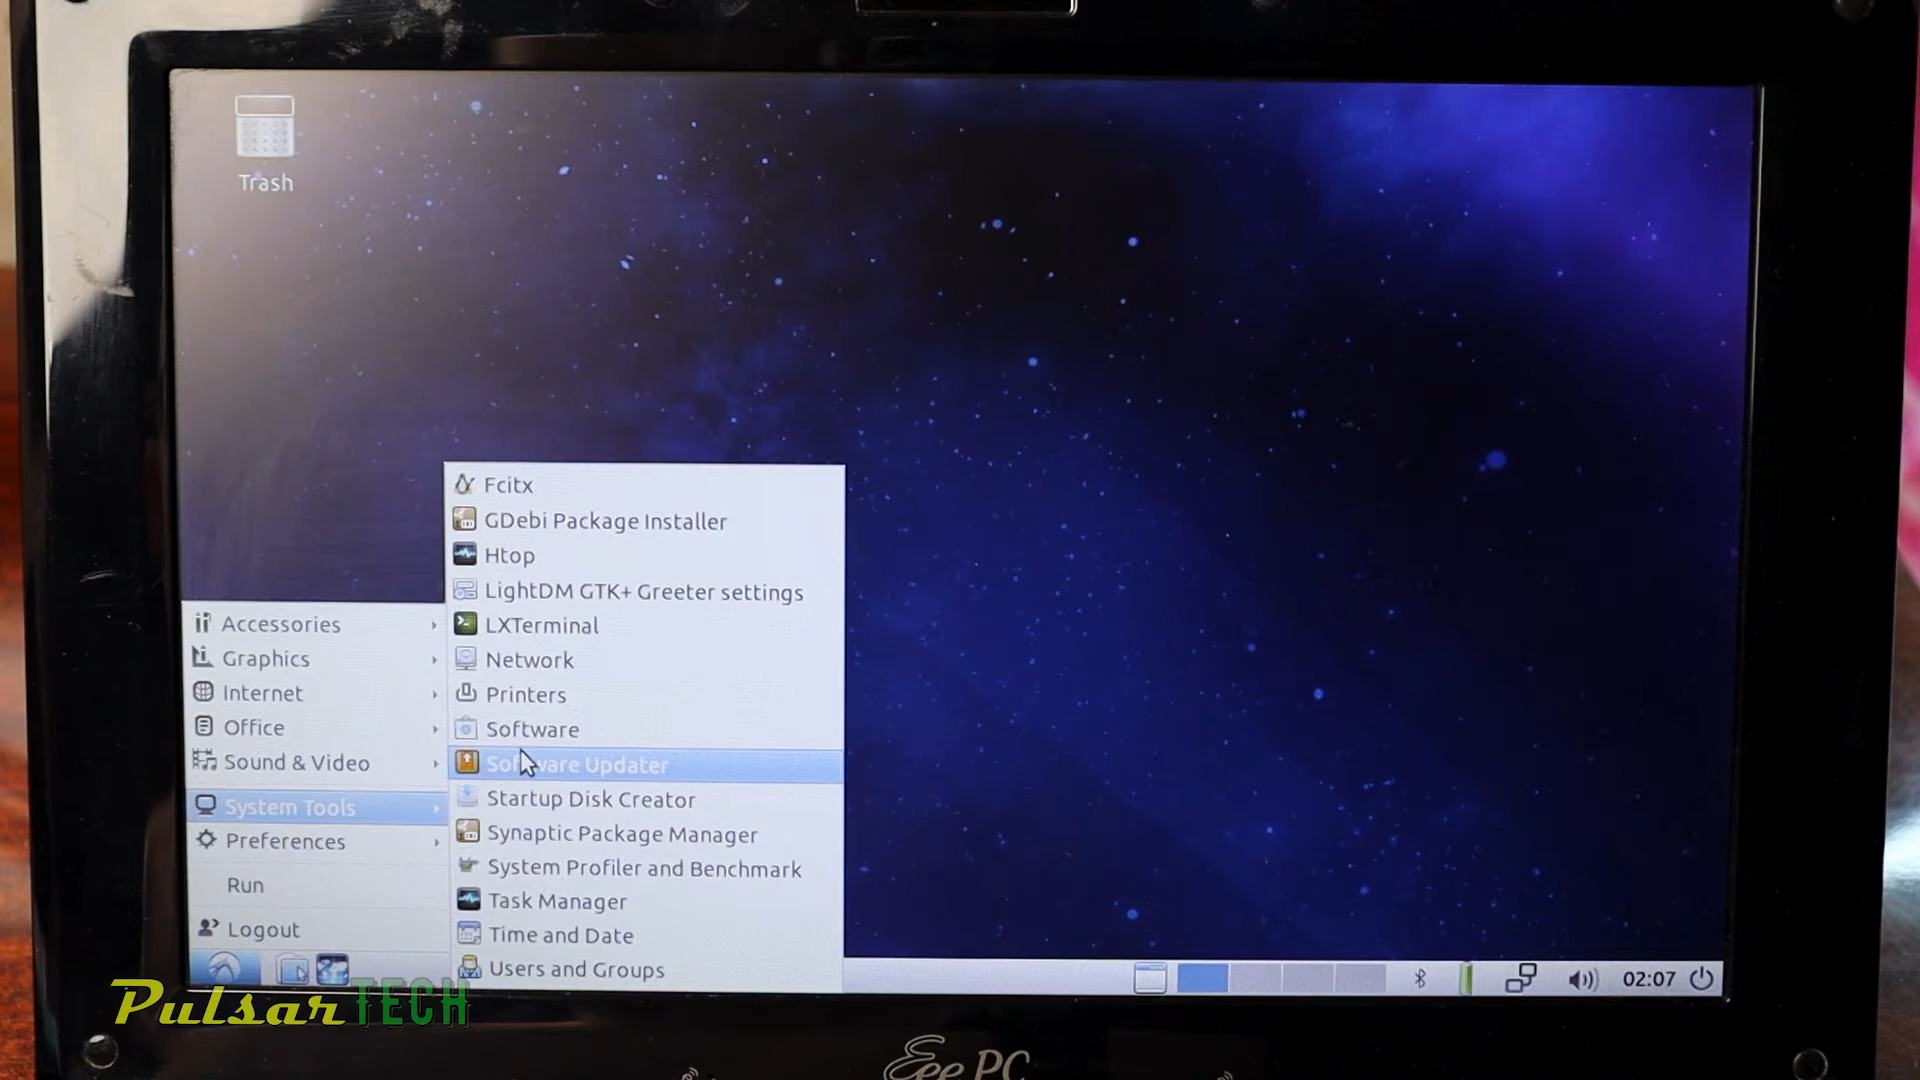 Trash
Fcitx
GDebi Package Installer
Htop
LightDM GTK+ Greeter settings
LXTerminal
Network
Printers
Software
Software Updater
Startup Disk Creator
Synaptic Package Manager
System Profiler and Benchmark
Task Manager
Time and Date
Users and Groups
Accessories
Graphics
Internet
Office
Sound & Video
System Tools
Preferences
Run
Logout
02:07
Pulsar TECH
Eee PC